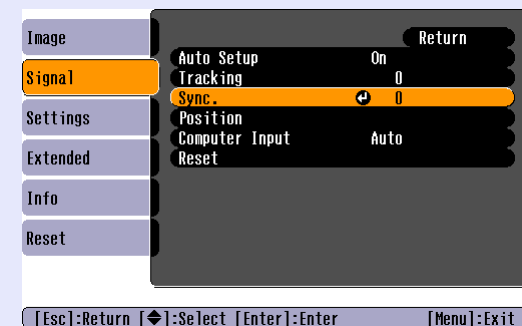 Image
Signal
Settings
Extended
Info
Reset
Return
Auto Setup On
Tracking 0
Sync. 0
Position
Computer Input Auto
Reset
[Esc]:Return [◆]:Select [Enter]:Enter [Menu]:Exit